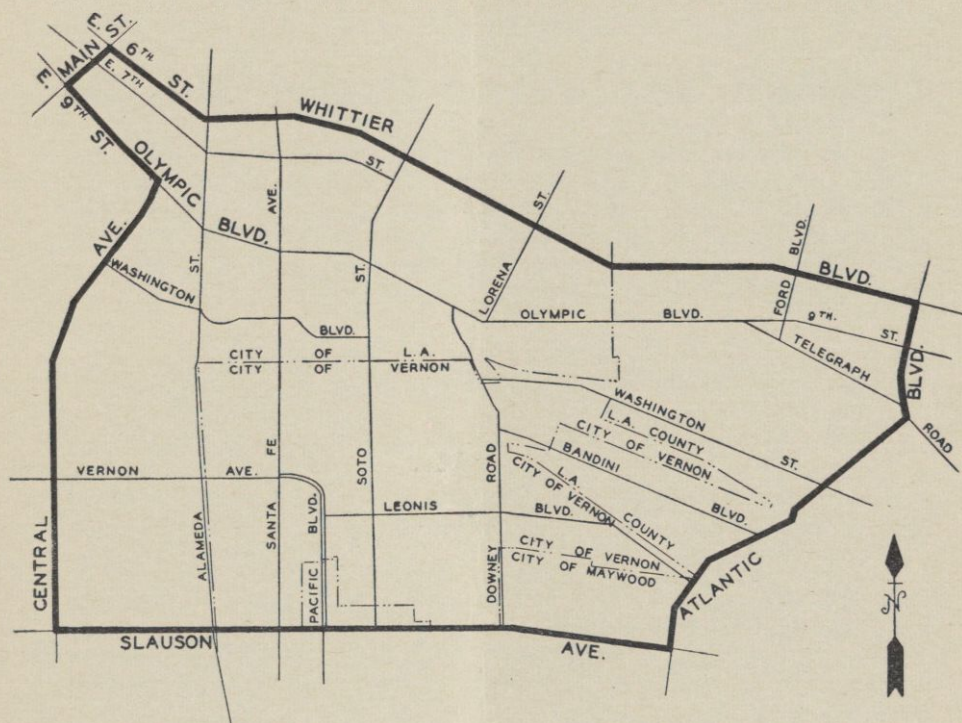 E. MAIN ST.
6TH. ST.
E. 7TH ST.
E. 9TH. ST.
WHITTIER BLVD.
OLYMPIC BLVD.
LORENA ST.
FORD BLVD.
CENTRAL AVE.
WASHINGTON BLVD.
ST.
AVE.
ST.
OLYMPIC BLVD.
9TH. ST.
TELEGRAPH ROAD
BLVD.
CITY OF L.A.
CITY OF VERNON
WASHINGTON ST.
L.A. COUNTY
CITY OF VERNON
BANDINI BLVD.
L.A. COUNTY
CITY OF VERNON
VERNON AVE.
SANTA FE
SOTO
ROAD
LEONIS BLVD.
ALAMEDA
PACIFIC BLVD.
DOWNEY
CITY OF VERNON
CITY OF MAYWOOD
ATLANTIC
SLAUSON AVE.
N